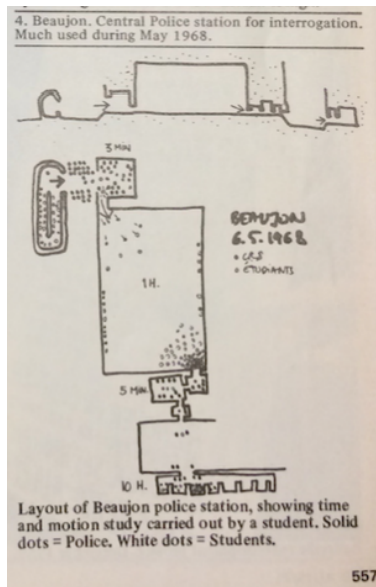 4. Beaujon. Central Police station for interrogation.
Much used during May 1968.
3 MIN
BEAUJON
6.5.1968
• CRS
◦ ÉTUDIANTS
1H.
5 MIN
10 H.
Layout of Beaujon police station, showing time
and motion study carried out by a student. Solid
dots = Police. White dots = Students.
557